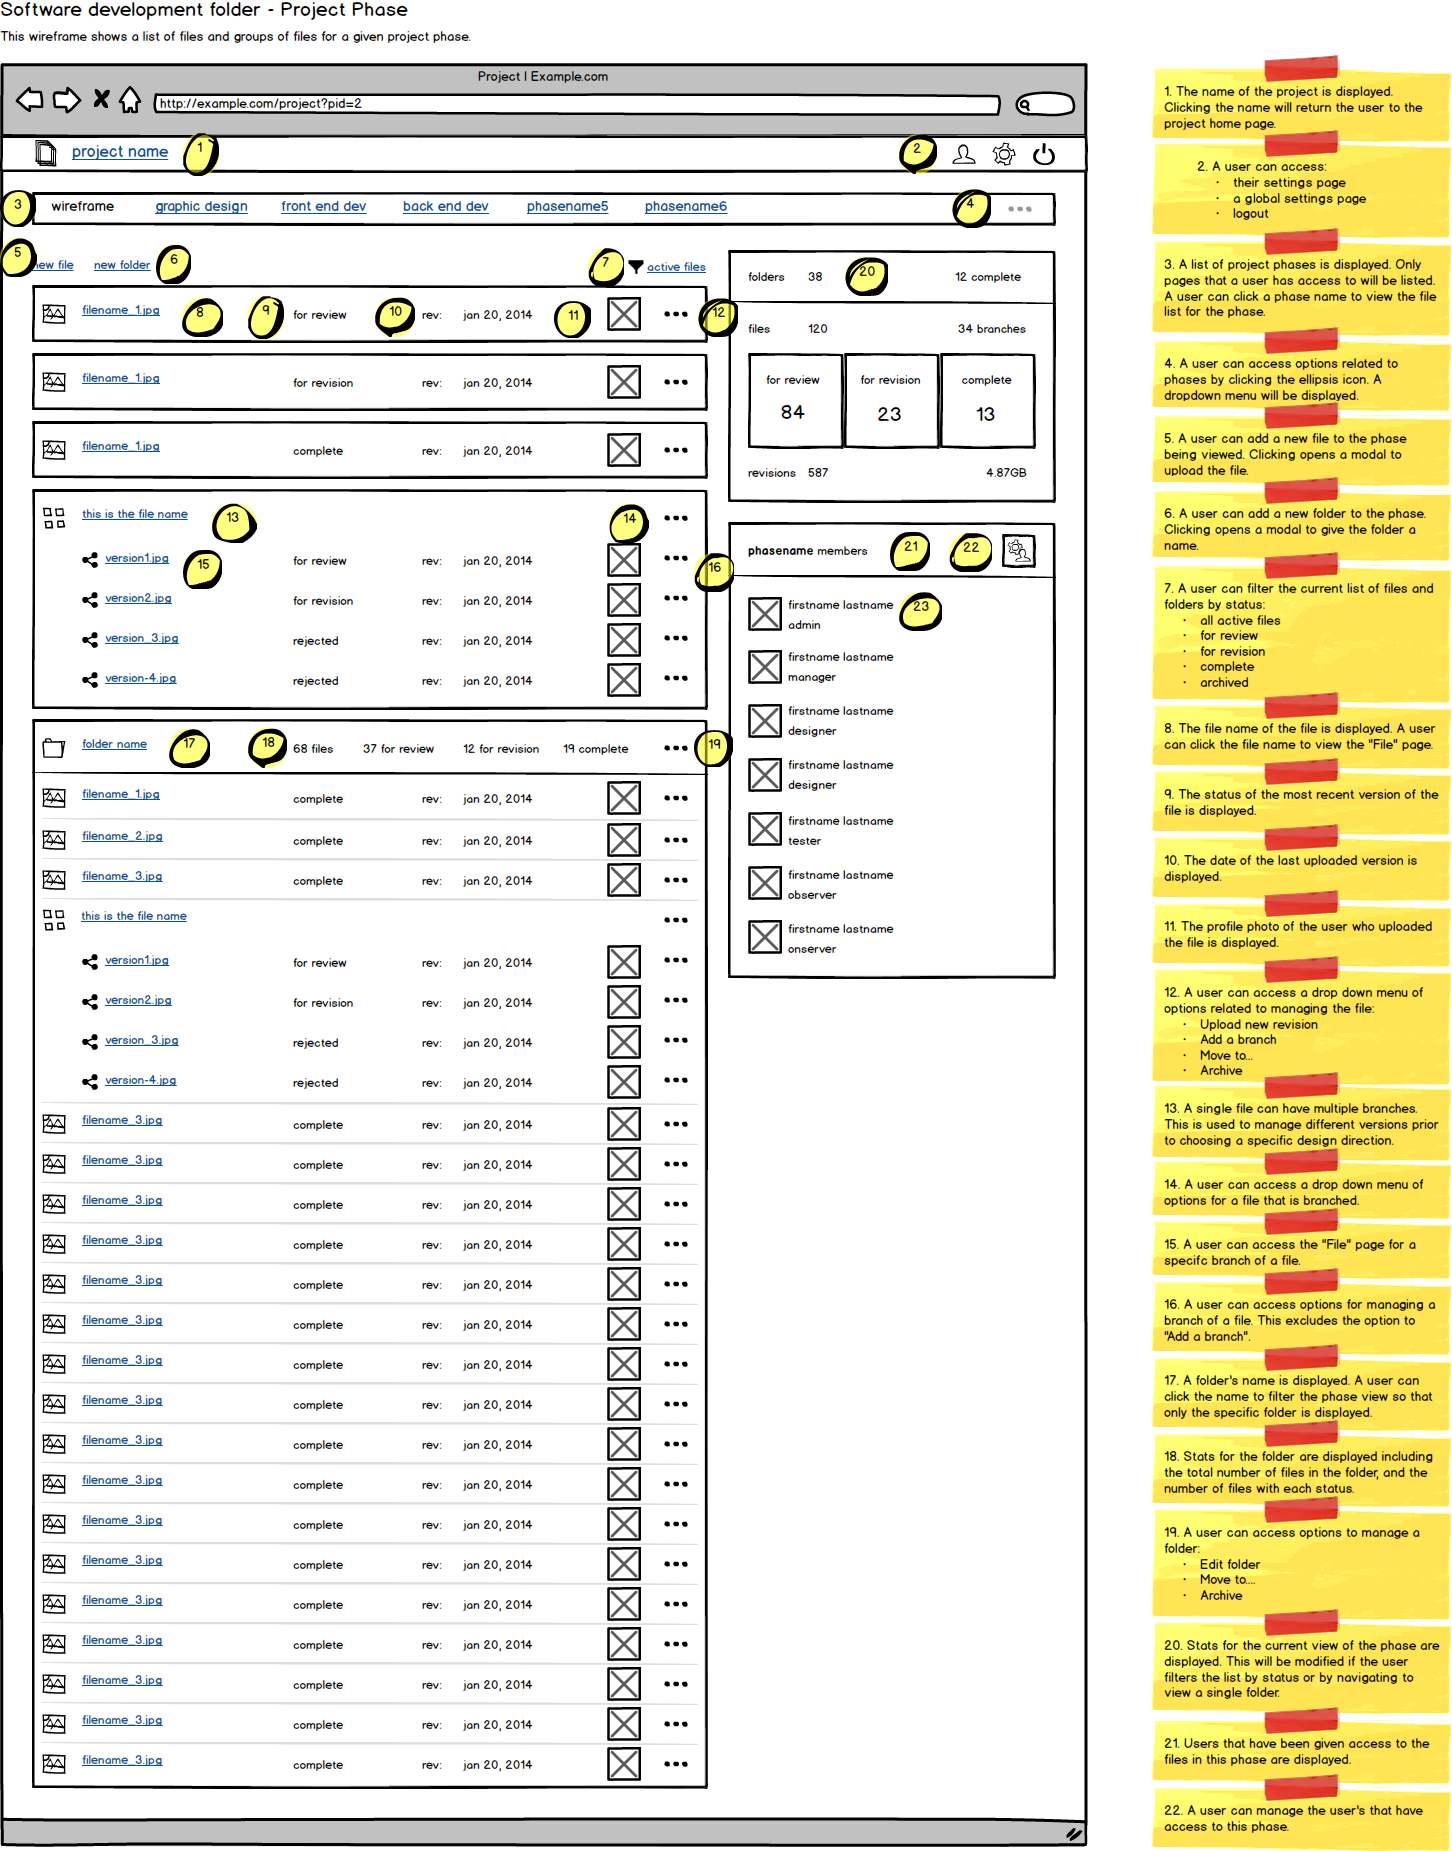 Software development folder - Project Phase
This wireframe shows a list of files and groups of files for a given project phase.
Project | Example.com
http://example.com/project?pid=2
project name
1
2
3
wireframe
graphic design
front end dev
back end dev
phasename5
phasename6
4
5
ew file
new folder
6
7
active files
filename_1.jpg
8
9
for review
10
rev:
jan 20, 2014
11
12
filename_1.jpg
for revision
rev:
jan 20, 2014
filename_1.jpg
complete
rev:
jan 20, 2014
this is the file name
13
14
version1.jpg
15
for review
rev:
jan 20, 2014
16
version2.jpg
for revision
rev:
jan 20, 2014
version_3.jpg
rejected
rev:
jan 20, 2014
version-4.jpg
rejected
rev:
jan 20, 2014
folder name
17
18
68 files
37 for review
12 for revision
19 complete
19
filename_1.jpg
complete
rev:
jan 20, 2014
filename_2.jpg
complete
rev:
jan 20, 2014
filename_3.jpg
complete
rev:
jan 20, 2014
this is the file name
version1.jpg
for review
rev:
jan 20, 2014
version2.jpg
for revision
rev:
jan 20, 2014
version_3.jpg
rejected
rev:
jan 20, 2014
version-4.jpg
rejected
rev:
jan 20, 2014
filename_3.jpg
complete
rev:
jan 20, 2014
filename_3.jpg
complete
rev:
jan 20, 2014
filename_3.jpg
complete
rev:
jan 20, 2014
filename_3.jpg
complete
rev:
jan 20, 2014
filename_3.jpg
complete
rev:
jan 20, 2014
filename_3.jpg
complete
rev:
jan 20, 2014
filename_3.jpg
complete
rev:
jan 20, 2014
filename_3.jpg
complete
rev:
jan 20, 2014
filename_3.jpg
complete
rev:
jan 20, 2014
filename_3.jpg
complete
rev:
jan 20, 2014
filename_3.jpg
complete
rev:
jan 20, 2014
filename_3.jpg
complete
rev:
jan 20, 2014
filename_3.jpg
complete
rev:
jan 20, 2014
filename_3.jpg
complete
rev:
jan 20, 2014
filename_3.jpg
complete
rev:
jan 20, 2014
filename_3.jpg
complete
rev:
jan 20, 2014
filename_3.jpg
complete
rev:
jan 20, 2014
folders
38
20
12 complete
files
120
34 branches
for review
84
for revision
23
complete
13
revisions
587
4.87GB
phasename members
21
22
firstname lastname
admin
23
firstname lastname
manager
firstname lastname
designer
firstname lastname
designer
firstname lastname
tester
firstname lastname
observer
firstname lastname
onserver
1. The name of the project is displayed.
Clicking the name will return the user to the
project home page.
2. A user can access:
· their settings page
· a global settings page
· logout
3. A list of project phases is displayed. Only
pages that a user has access to will be listed.
A user can click a phase name to view the file
list for the phase.
4. A user can access options related to
phases by clicking the ellipsis icon. A
dropdown menu will be displayed.
5. A user can add a new file to the phase
being viewed. Clicking opens a modal to
upload the file.
6. A user can add a new folder to the phase.
Clicking opens a modal to give the folder a
name.
7. A user can filter the current list of files and
folders by status:
· all active files
· for review
· for revision
· complete
· archived
8. The file name of the file is displayed. A user
can click the file name to view the "File" page.
9. The status of the most recent version of the
file is displayed.
10. The date of the last uploaded version is
displayed.
11. The profile photo of the user who uploaded
the file is displayed.
12. A user can access a drop down menu of
options related to managing the file:
· Upload new revision
· Add a branch
· Move to...
· Archive
13. A single file can have multiple branches.
This is used to manage different versions prior
to choosing a specific design direction.
14. A user can access a drop down menu of
options for a file that is branched.
15. A user can access the "File" page for a
specifc branch of a file.
16. A user can access options for managing a
branch of a file. This excludes the option to
"Add a branch".
17. A folder's name is displayed. A user can
click the name to filter the phase view so that
only the specific folder is displayed.
18. Stats for the folder are displayed including
the total number of files in the folder, and the
number of files with each status.
19. A user can access options to manage a
folder:
· Edit folder
· Move to....
· Archive
20. Stats for the current view of the phase are
displayed. This will be modified if the user
filters the list by status or by navigating to
view a single folder.
21. Users that have been given access to the
files in this phase are displayed.
22. A user can manage the user's that have
access to this phase.